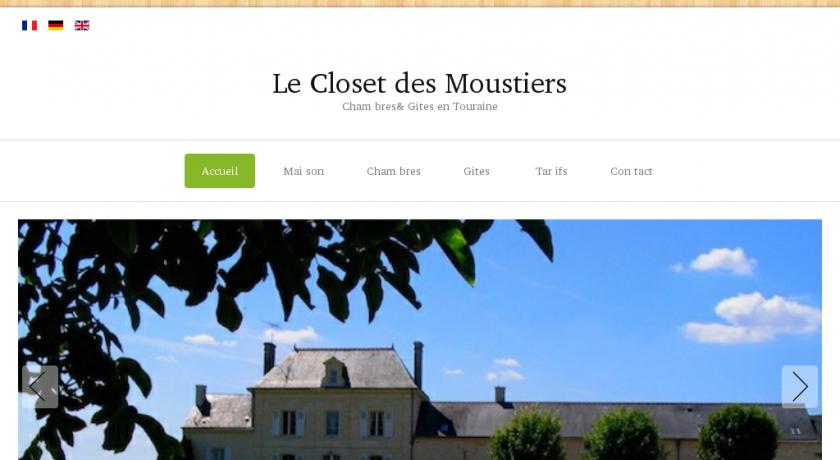 Le Closet des Moustiers
Cham bres& Gites en Touraine
Accueil Mai son Cham bres Gites Tar ifs Con tact